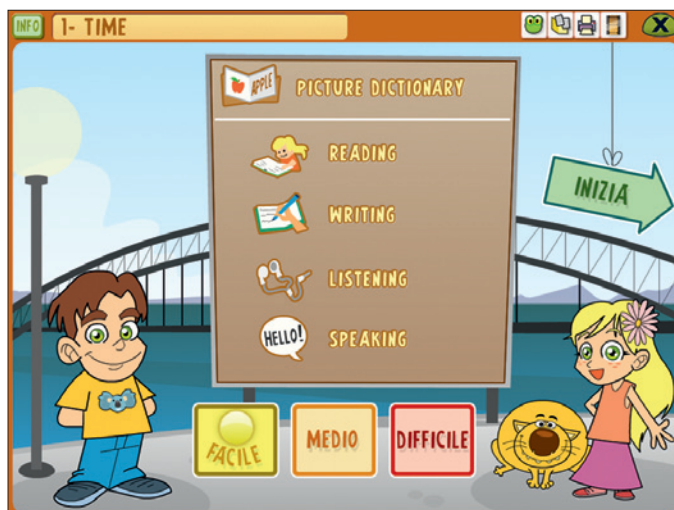 INFO
1- TIME
X
APPLE
PICTURE DICTIONARY
READING
WRITING
LISTENING
HELLO!
SPEAKING
INIZIA
FACILE
MEDIO
DIFFICILE